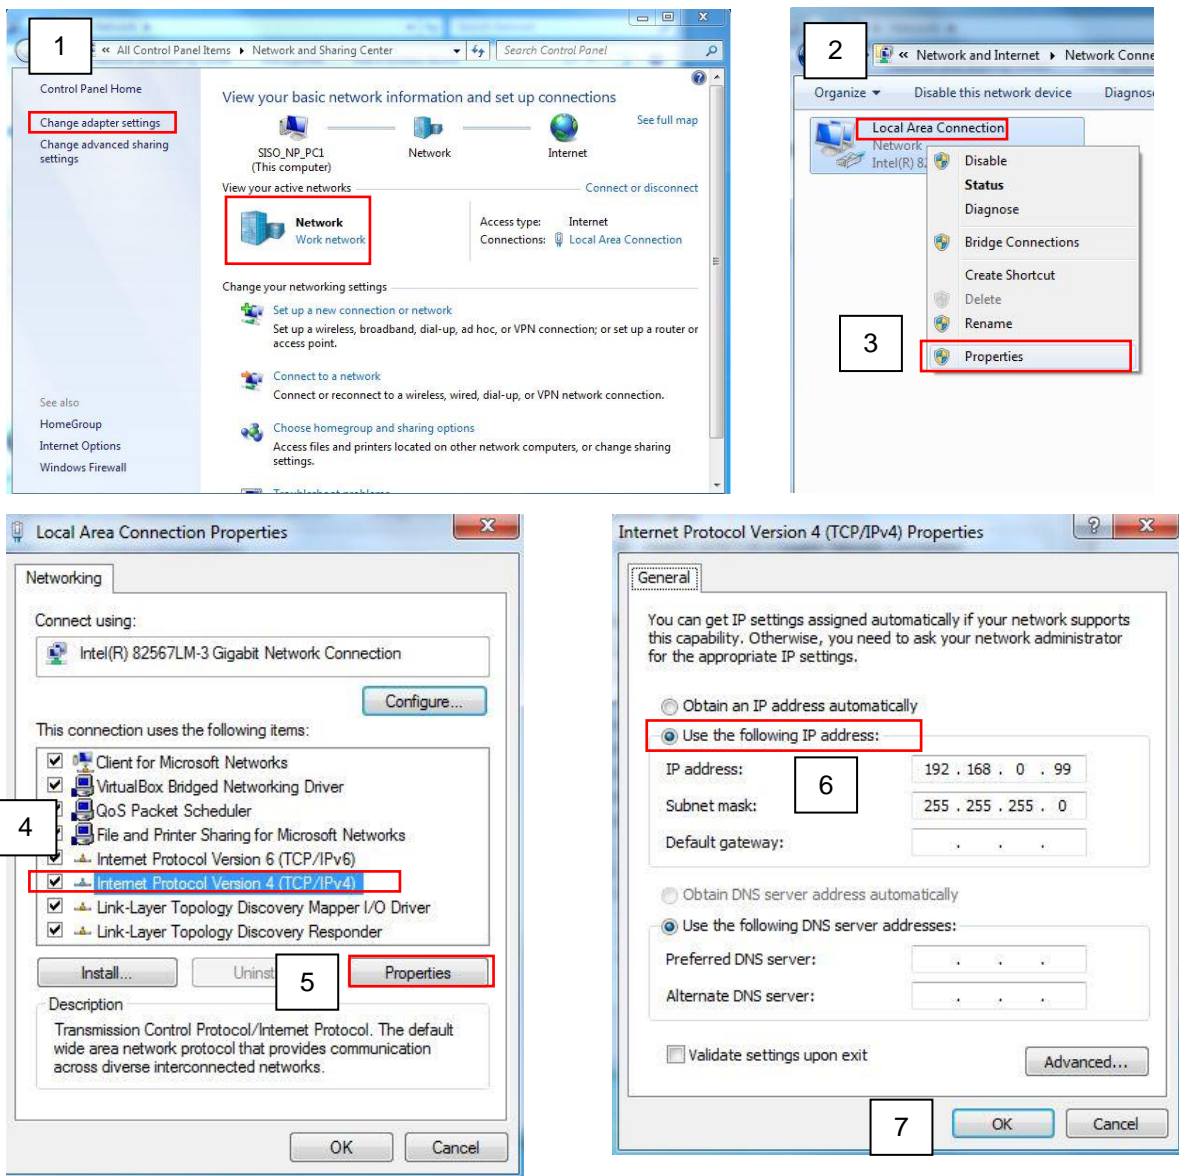 1
« All Control Panel Items ▸ Network and Sharing Center
Search Control Panel
Control Panel Home
Change adapter settings
Change advanced sharing
settings
See also
HomeGroup
Internet Options
Windows Firewall
View your basic network information and set up connections
See full map
SISO_NP_PC1
(This computer)
Network
Internet
View your active networks
Connect or disconnect
Network
Work network
Access type: Internet
Connections: Local Area Connection
Change your networking settings
Set up a new connection or network
Set up a wireless, broadband, dial-up, ad hoc, or VPN connection; or set up a router or
access point.
Connect to a network
Connect or reconnect to a wireless, wired, dial-up, or VPN network connection.
Choose homegroup and sharing options
Access files and printers located on other network computers, or change sharing
settings.
2
« Network and Internet ▸ Network Conne
Organize
Disable this network device
Diagnose
Local Area Connection
Network
Intel(R) 82
Disable
Status
Diagnose
Bridge Connections
Create Shortcut
Delete
Rename
3
Properties
Local Area Connection Properties
Networking
Connect using:
Intel(R) 82567LM-3 Gigabit Network Connection
Configure...
This connection uses the following items:
Client for Microsoft Networks
VirtualBox Bridged Networking Driver
QoS Packet Scheduler
4
File and Printer Sharing for Microsoft Networks
Internet Protocol Version 6 (TCP/IPv6)
Internet Protocol Version 4 (TCP/IPv4)
Link-Layer Topology Discovery Mapper I/O Driver
Link-Layer Topology Discovery Responder
Install...
Uninst
5
Properties
Description
Transmission Control Protocol/Internet Protocol. The default
wide area network protocol that provides communication
across diverse interconnected networks.
OK
Cancel
Internet Protocol Version 4 (TCP/IPv4) Properties
General
You can get IP settings assigned automatically if your network supports
this capability. Otherwise, you need to ask your network administrator
for the appropriate IP settings.
Obtain an IP address automatically
Use the following IP address:
IP address: 192 . 168 . 0 . 99
6
Subnet mask: 255 . 255 . 255 . 0
Default gateway: . . .
Obtain DNS server address automatically
Use the following DNS server addresses:
Preferred DNS server: . . .
Alternate DNS server: . . .
Validate settings upon exit
Advanced...
7
OK
Cancel